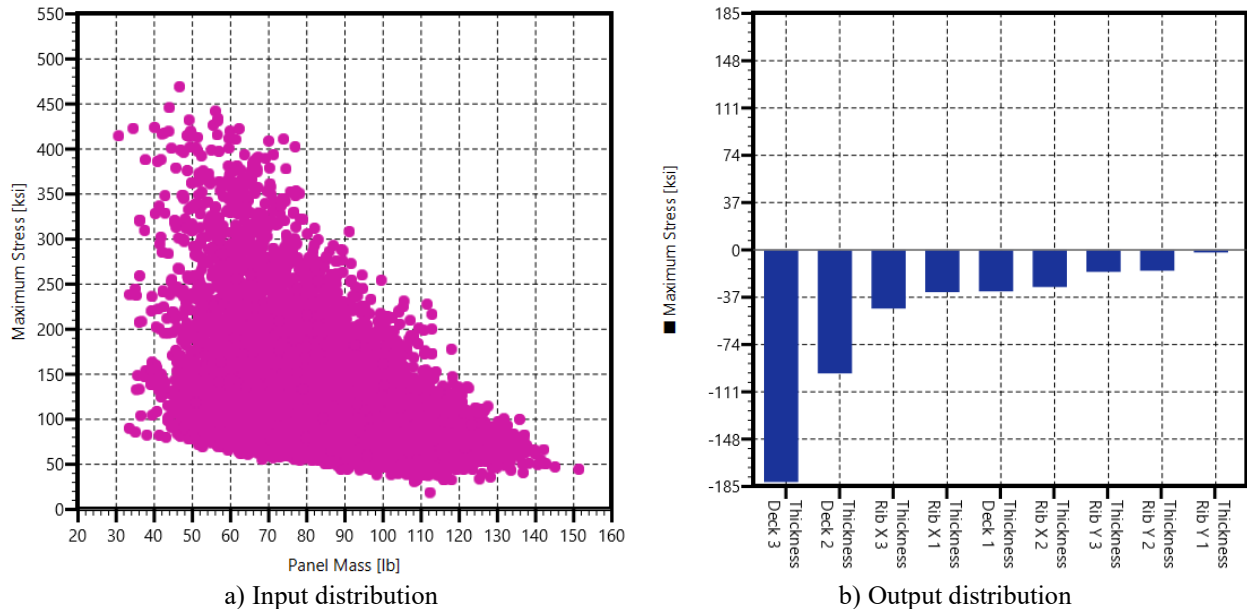 550
500
450
400
350
300
250
200
150
100
50
0
Maximum Stress [ksi]
20 30 40 50 60 70 80 90 100 110 120 130 140 150 160
Panel Mass [lb]
a) Input distribution
185
148
111
74
37
0
-37
-74
-111
-148
-185
■ Maximum Stress [ksi]
Thickness
Deck 3
Thickness
Deck 2
Thickness
Rib X 3
Thickness
Rib X 1
Thickness
Deck 1
Thickness
Rib X 2
Thickness
Rib Y 3
Thickness
Rib Y 2
Thickness
Rib Y 1
b) Output distribution